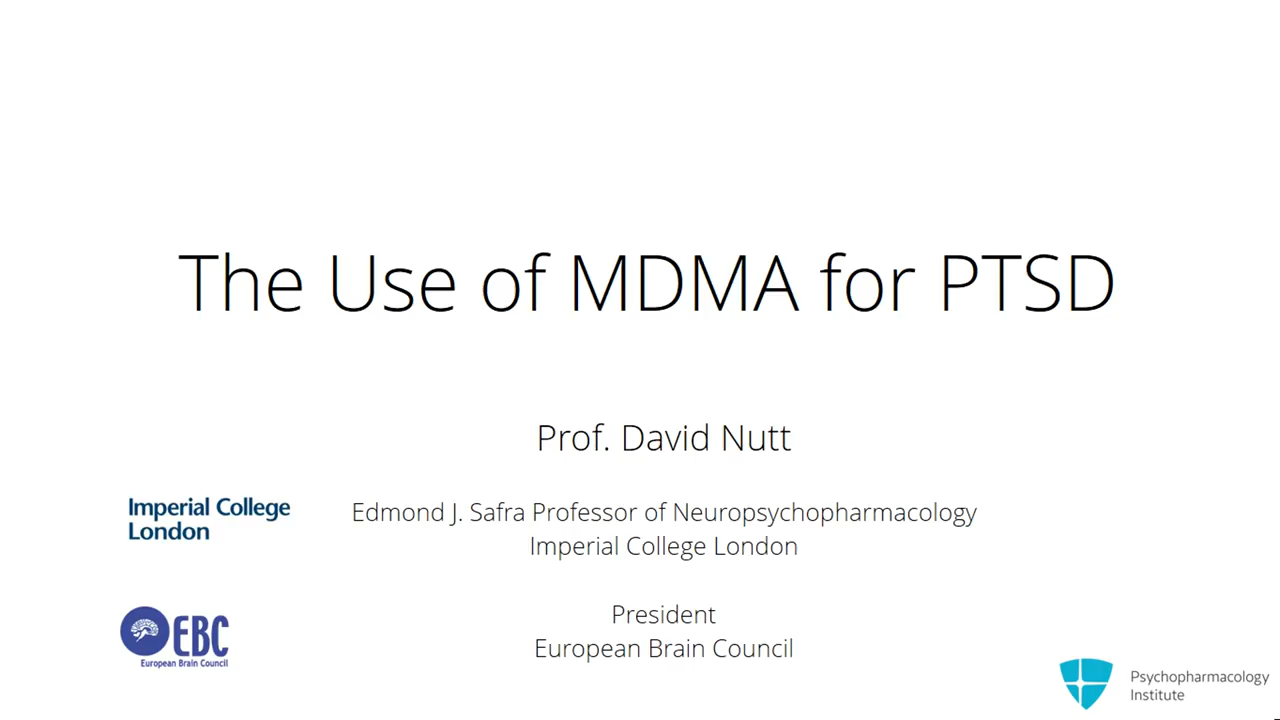 The Use of MDMA for PTSD
Prof. David Nutt
Imperial College
London
Edmond J. Safra Professor of Neuropsychopharmacology
Imperial College London
EBC
European Brain Council
President
European Brain Council
Psychopharmacology
Institute